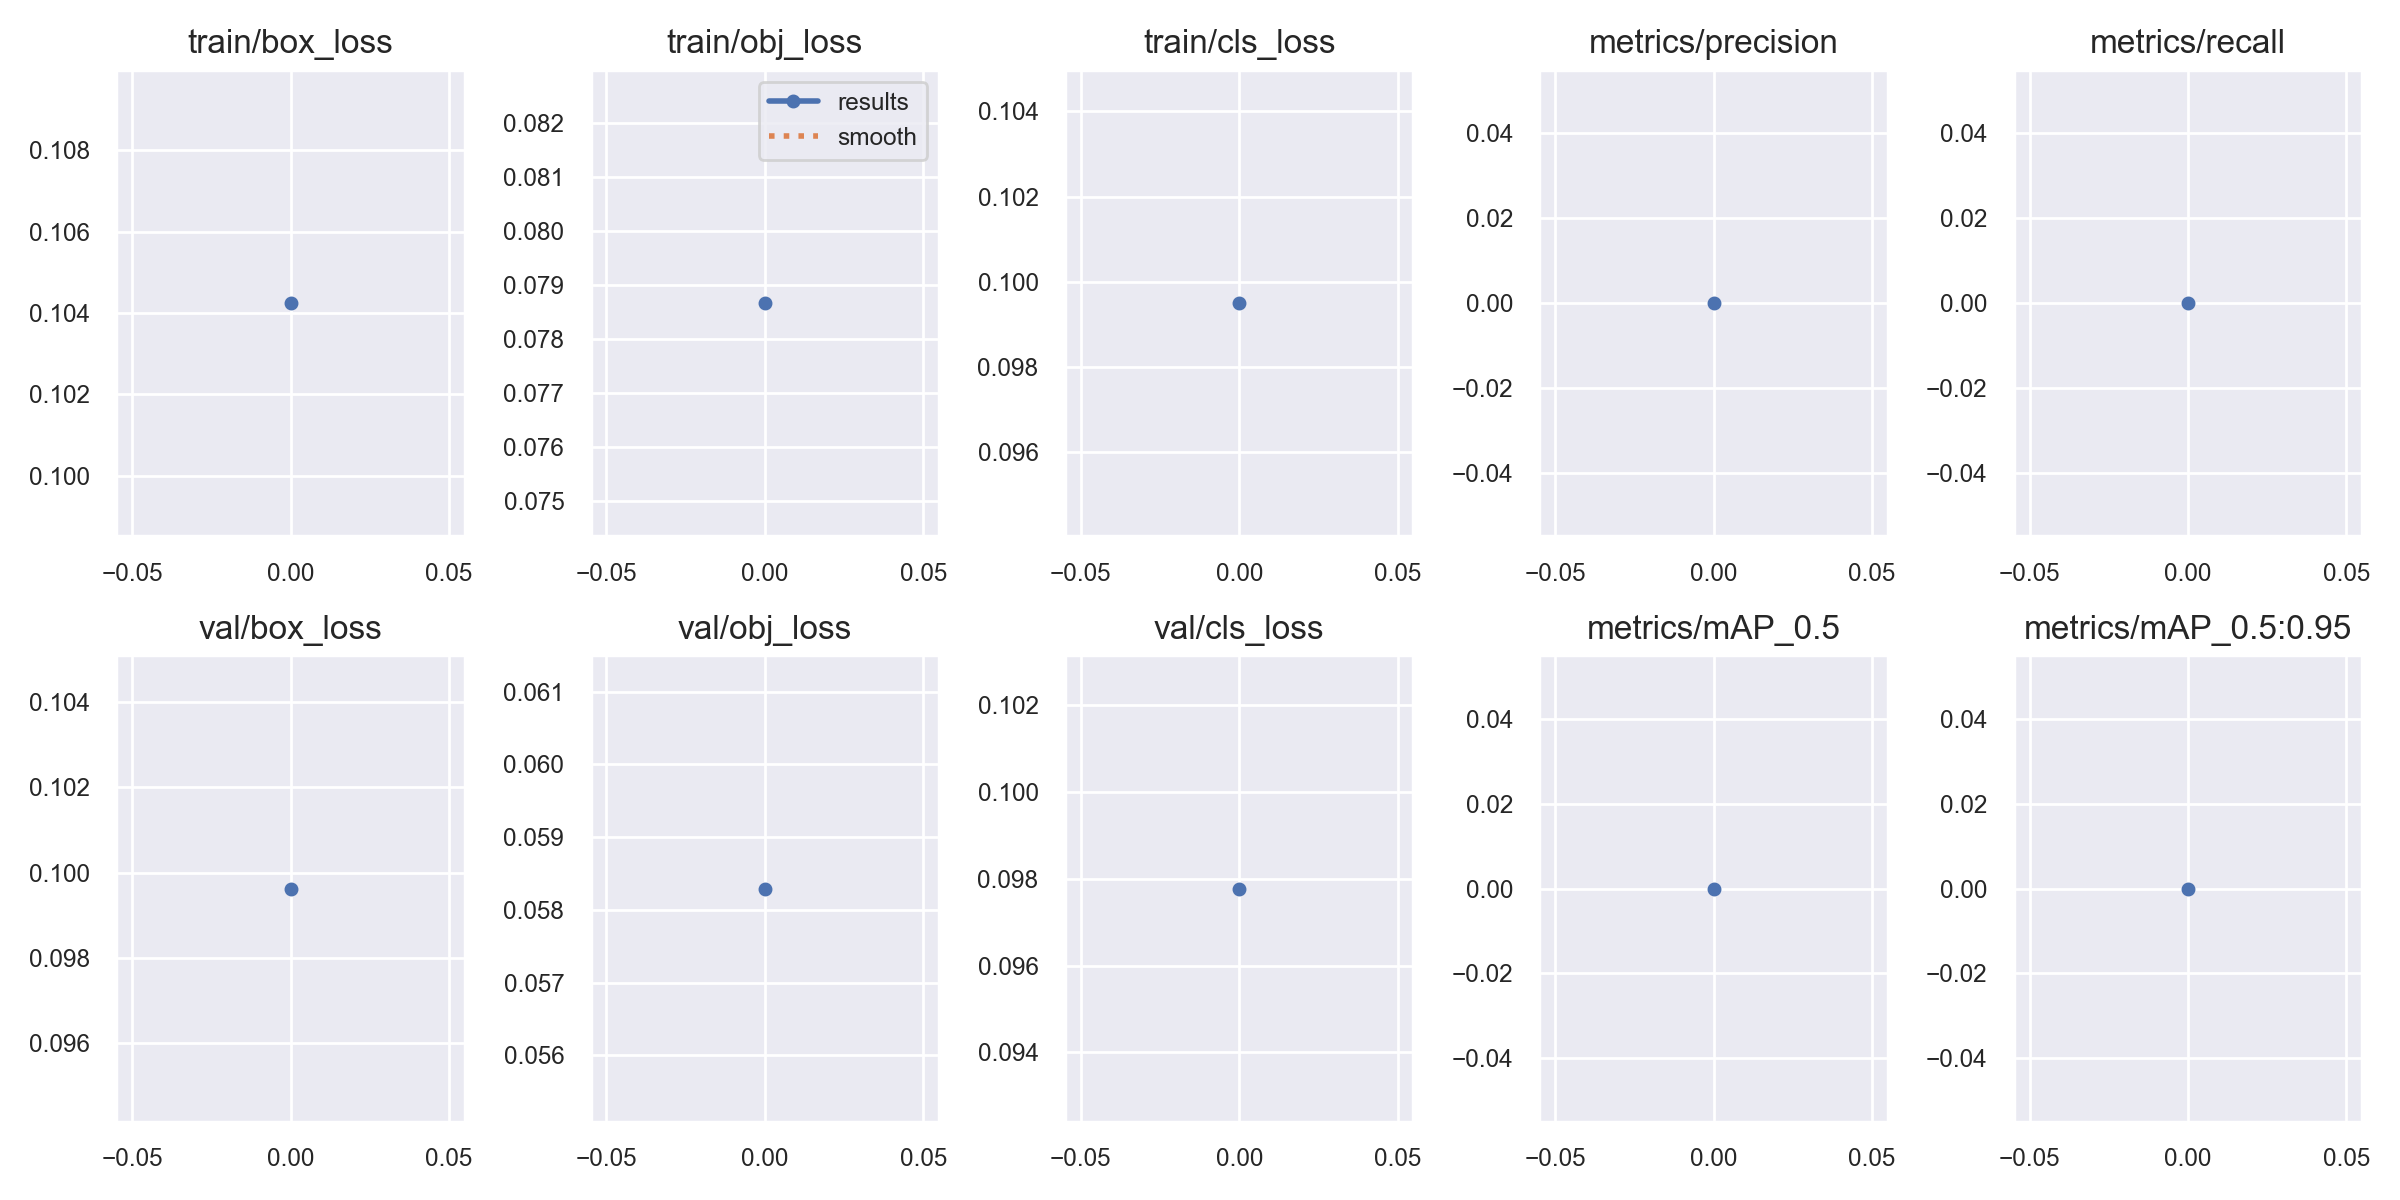 train/box_loss
0.108
0.106
0.104
0.102
0.100
−0.05 0.00 0.05
train/obj_loss
results
smooth
0.082
0.081
0.080
0.079
0.078
0.077
0.076
0.075
−0.05 0.00 0.05
train/cls_loss
0.104
0.102
0.100
0.098
0.096
−0.05 0.00 0.05
metrics/precision
0.04
0.02
0.00
−0.02
−0.04
−0.05 0.00 0.05
metrics/recall
0.04
0.02
0.00
−0.02
−0.04
−0.05 0.00 0.05
val/box_loss
0.104
0.102
0.100
0.098
0.096
−0.05 0.00 0.05
val/obj_loss
0.061
0.060
0.059
0.058
0.057
0.056
−0.05 0.00 0.05
val/cls_loss
0.102
0.100
0.098
0.096
0.094
−0.05 0.00 0.05
metrics/mAP_0.5
0.04
0.02
0.00
−0.02
−0.04
−0.05 0.00 0.05
metrics/mAP_0.5:0.95
0.04
0.02
0.00
−0.02
−0.04
−0.05 0.00 0.05